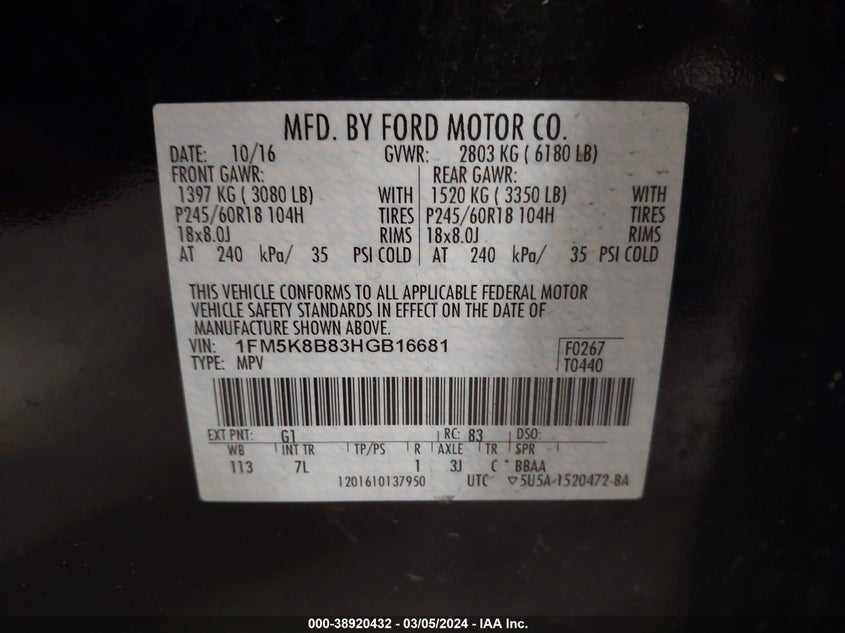 MFD. BY FORD MOTOR CO.
DATE: 10/16 GVWR: 2803 KG ( 6180 LB)
FRONT GAWR: REAR GAWR:
1397 KG ( 3080 LB) WITH 1520 KG ( 3350 LB) WITH
P245/60R18 104H TIRES P245/60R18 104H TIRES
18x8.0J RIMS 18x8.0J RIMS
AT 240 kPa/ 35 PSI COLD AT 240 kPa/ 35 PSI COLD
THIS VEHICLE CONFORMS TO ALL APPLICABLE FEDERAL MOTOR
VEHICLE SAFETY STANDARDS IN EFFECT ON THE DATE OF
MANUFACTURE SHOWN ABOVE.
VIN: 1FM5K8B83HGB16681 F0267
TYPE: MPV T0440
EXT PNT: G1 RC: 83 DSO:
WB INT TR TP/PS R AXLE TR SPR
113 7L 1 3J C * BBAA
1201610137950 UTC ▽5U5A-1520472-BA
000-38920432 - 03/05/2024 - IAA Inc.